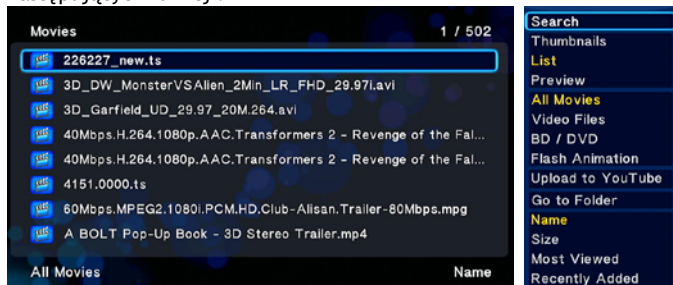 Movies 1 / 502
226227_new.ts
3D_DW_MonsterVSAlien_2Min_LR_FHD_29.97i.avi
3D_Garfield_UD_29.97_20M.264.avi
40Mbps.H.264.1080p.AAC.Transformers 2 - Revenge of the Fal...
40Mbps.H.264.1080p.AAC.Transformers 2 - Revenge of the Fal...
4151.0000.ts
60Mbps.MPEG2.1080i.PCM.HD.Club-Alisan.Trailer-80Mbps.mpg
A BOLT Pop-Up Book - 3D Stereo Trailer.mp4
All Movies Name
Search
Thumbnails
List
Preview
All Movies
Video Files
BD / DVD
Flash Animation
Upload to YouTube
Go to Folder
Name
Size
Most Viewed
Recently Added